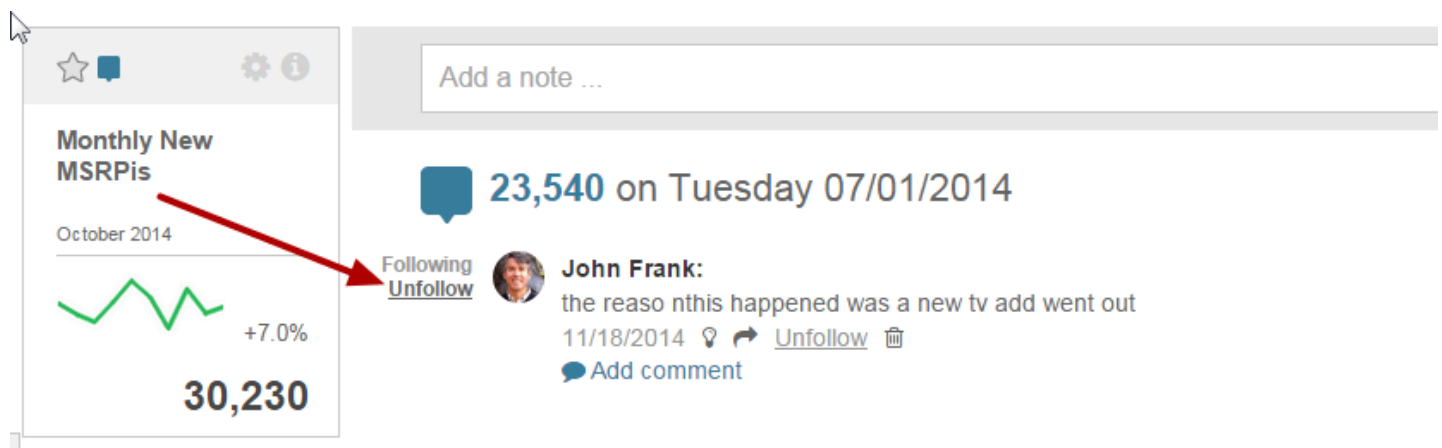 Add a note ...
Monthly New
MSRPis
October 2014
+7.0%
30,230
23,540 on Tuesday 07/01/2014
Following
Unfollow
John Frank:
the reaso nthis happened was a new tv add went out
11/18/2014 Unfollow
Add comment